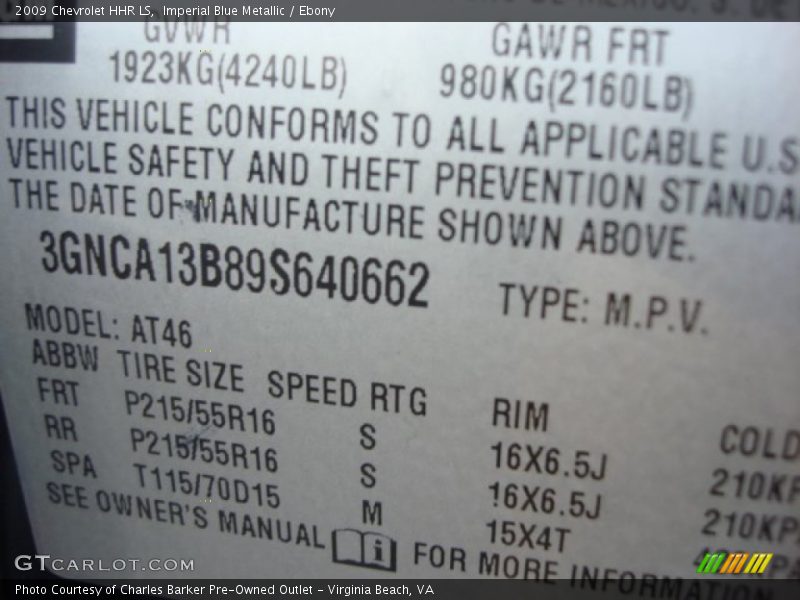 2009 Chevrolet HHR LS, Imperial Blue Metallic / Ebony
GVWR GAWR FRT
1923KG(4240LB) 980KG(2160LB)
THIS VEHICLE CONFORMS TO ALL APPLICABLE U.S
VEHICLE SAFETY AND THEFT PREVENTION STANDA
THE DATE OF MANUFACTURE SHOWN ABOVE.
3GNCA13B89S640662 TYPE: M.P.V.
MODEL: AT46
ABBW TIRE SIZE SPEED RTG RIM COLD
FRT P215/55R16 S 16X6.5J 210KP
RR P215/55R16 S 16X6.5J 210KP
SPA T115/70D15 M 15X4T
SEE OWNER'S MANUAL i FOR MORE INFORMATION
GTCARLOT.COM
Photo Courtesy of Charles Barker Pre-Owned Outlet - Virginia Beach, VA